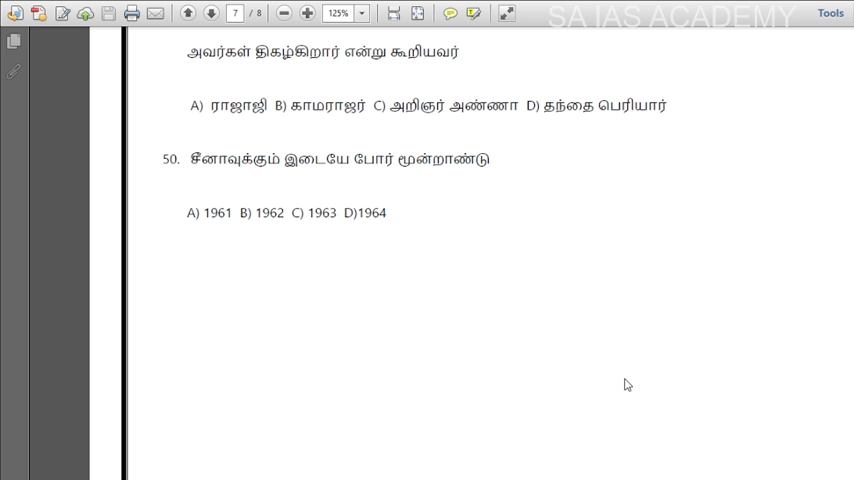 7 / 8 125% SA IAS ACADEMY Tools
அவர்கள் திகழ்கிறார் என்று கூறியவர்
A) ராஜாஜி B) காமராஜர் C) அறிஞர் அண்ணா D) தந்தை பெரியார்
50. சீனாவுக்கும் இடையே போர் மூன்றாண்டு
A) 1961 B) 1962 C) 1963 D)1964